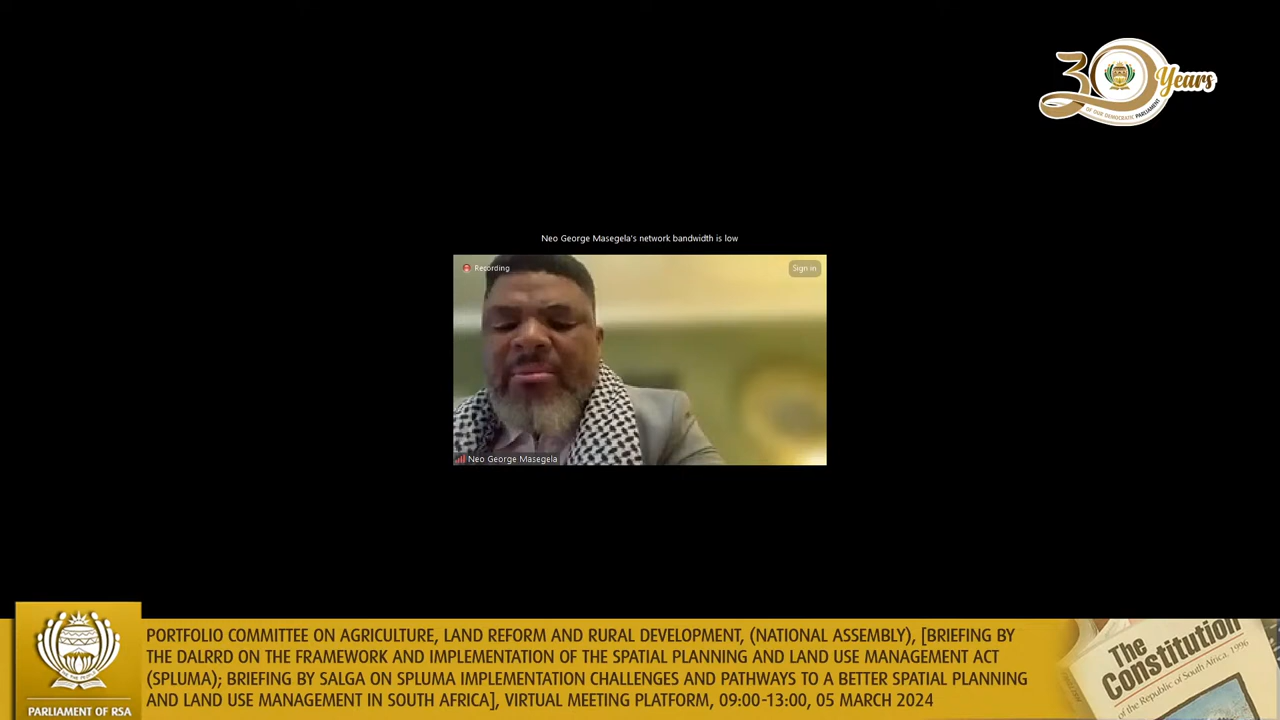 30 Years
OF OUR DEMOCRATIC PARLIAMENT
Neo George Masegela's network bandwidth is low
Recording
Sign in
Neo George Masegela
PORTFOLIO COMMITTEE ON AGRICULTURE, LAND REFORM AND RURAL DEVELOPMENT, (NATIONAL ASSEMBLY), [BRIEFING BY
THE DALRRD ON THE FRAMEWORK AND IMPLEMENTATION OF THE SPATIAL PLANNING AND LAND USE MANAGEMENT ACT
(SPLUMA); BRIEFING BY SALGA ON SPLUMA IMPLEMENTATION CHALLENGES AND PATHWAYS TO A BETTER SPATIAL PLANNING
AND LAND USE MANAGEMENT IN SOUTH AFRICA], VIRTUAL MEETING PLATFORM, 09:00-13:00, 05 MARCH 2024
PARLIAMENT OF RSA
The
Constitution
of the Republic of South Africa, 1996